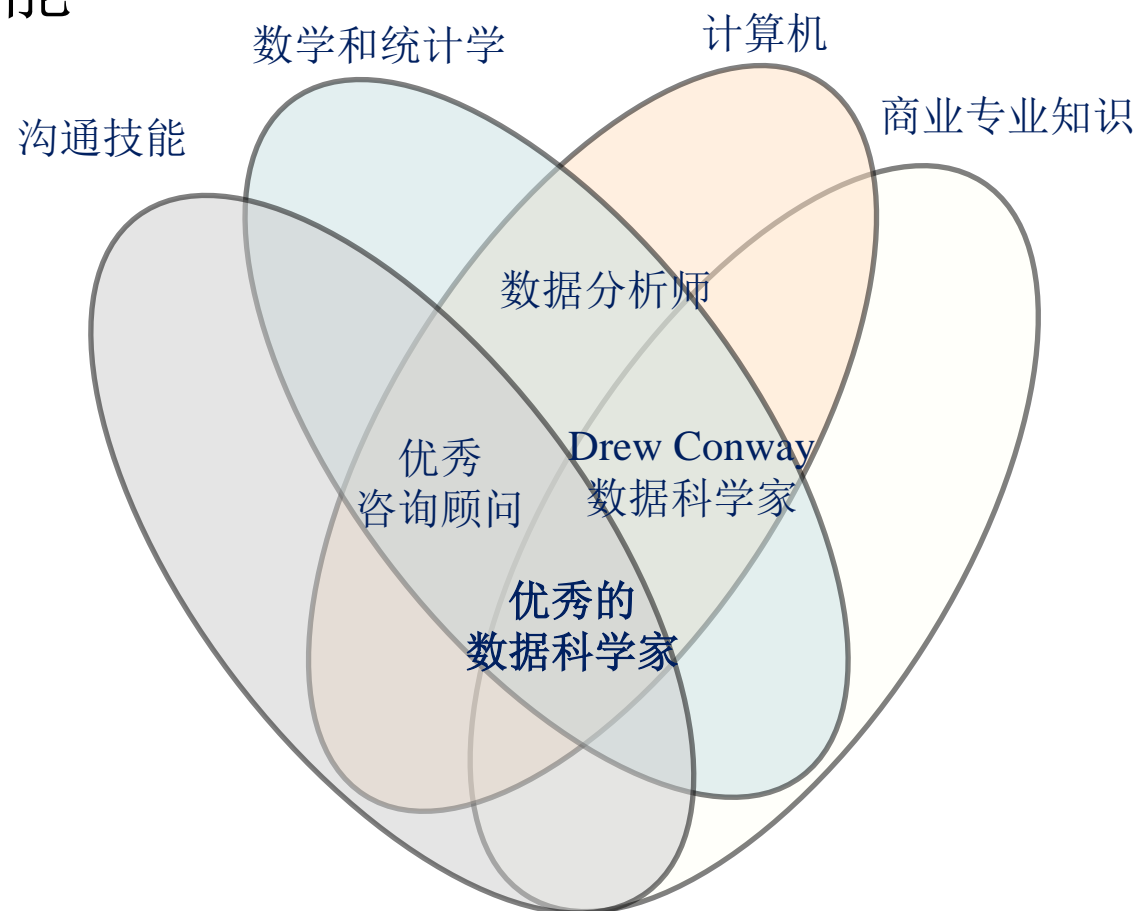 能
数学和统计学
计算机
商业专业知识
沟通技能
数据分析师
优秀
咨询顾问
Drew Conway
数据科学家
优秀的
数据科学家